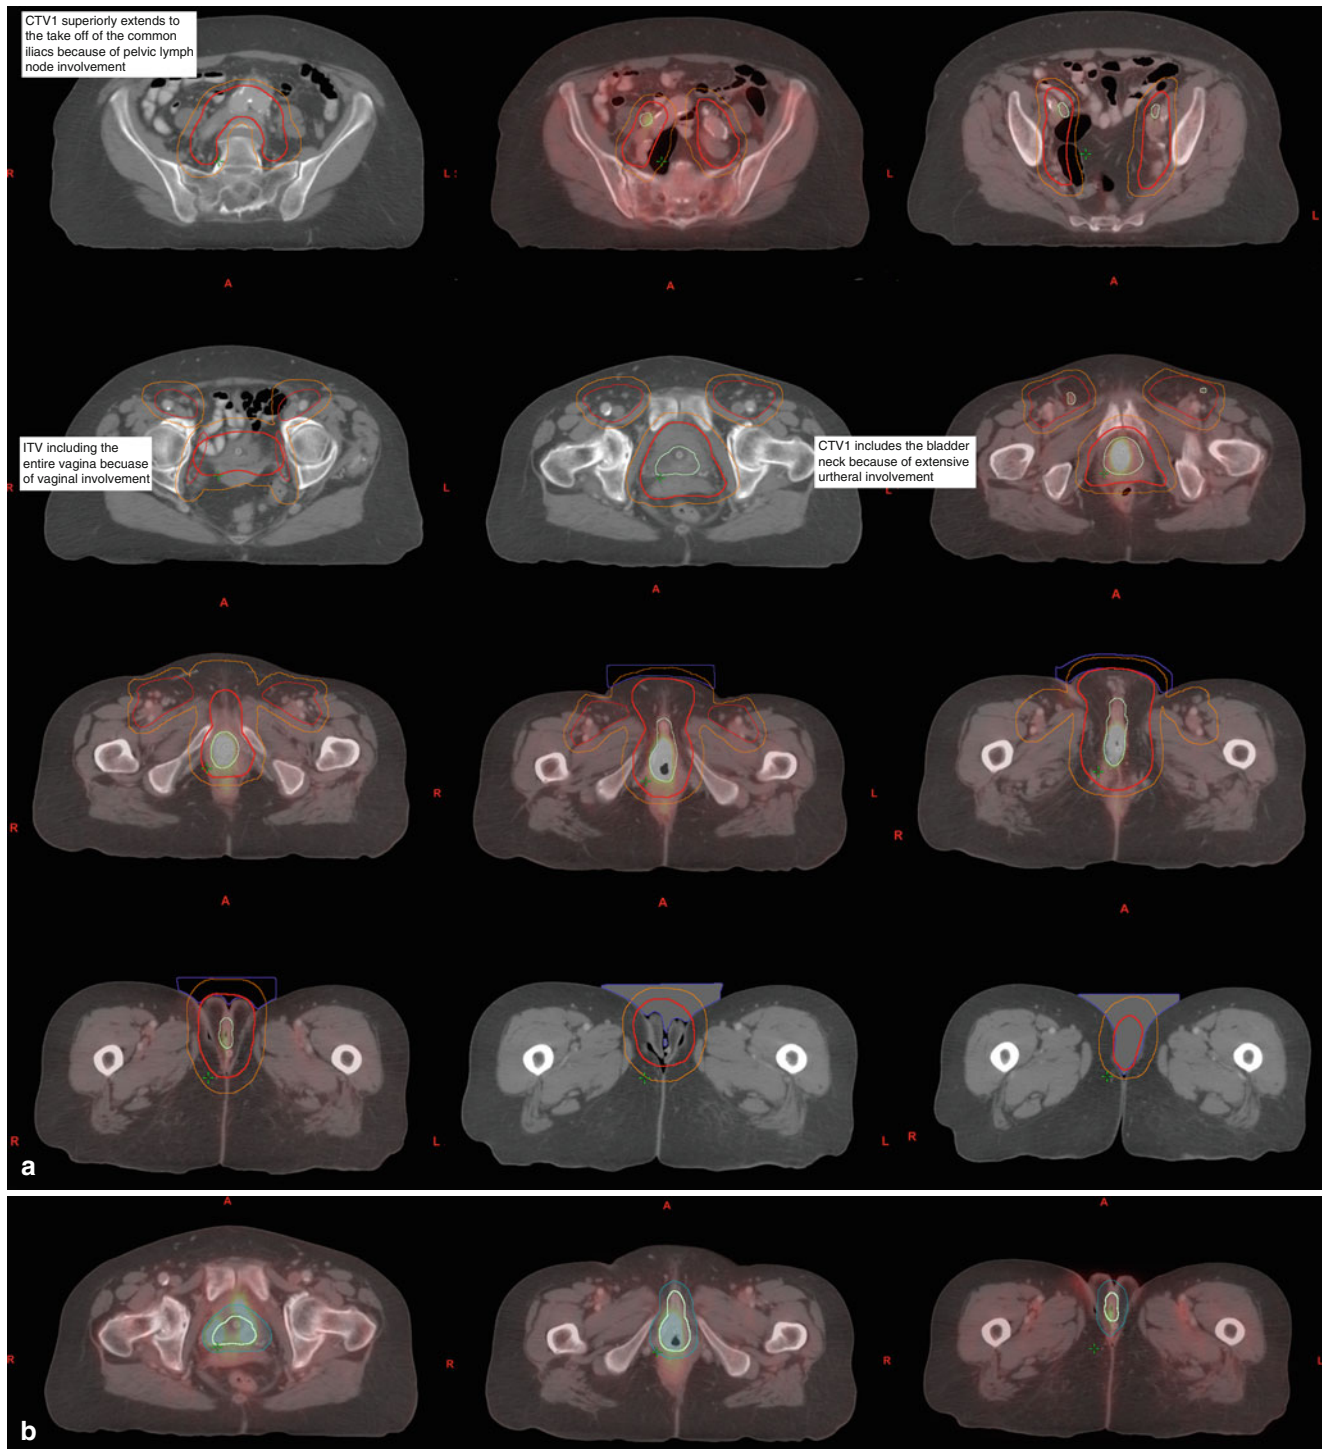 CTV1 superiorly extends to
the take off of the common
iliacs because of pelvic lymph
node involvement
R
L :
L
L
A
A
A
ITV including the
entire vagina becuase
of vaginal involvement
CTV1 includes the bladder
neck because of extensive
urtheral involvement
R
L
L
A
A
A
R
L
R
R
A
A
A
R
L
L
R
a
A
A
A
R
R
R
L
b